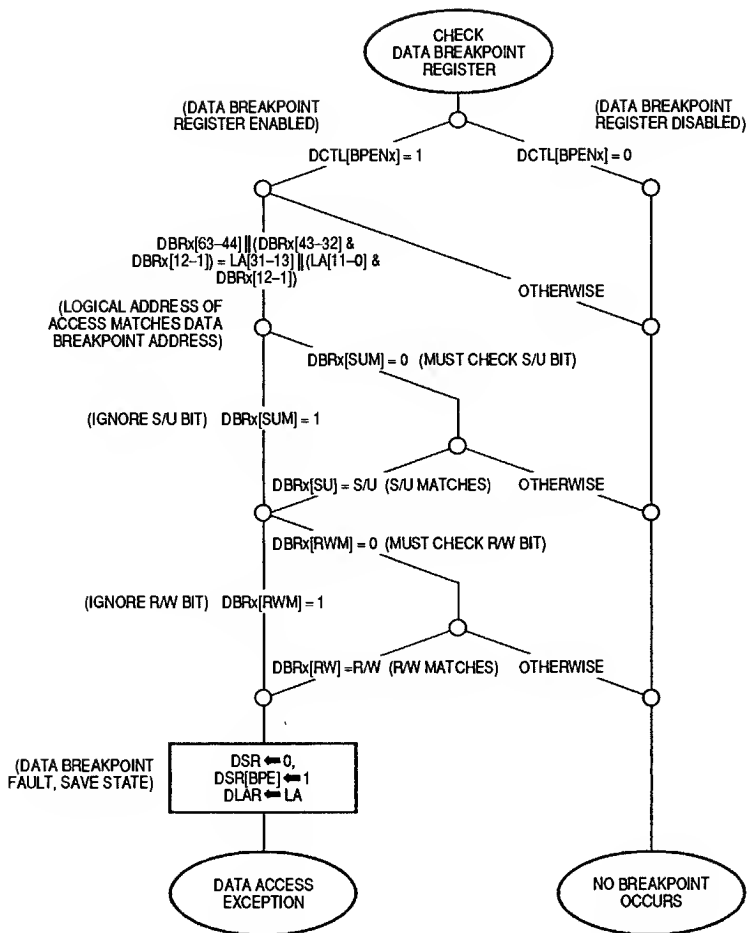 CHECK
DATA BREAKPOINT
REGISTER
(DATA BREAKPOINT
REGISTER ENABLED)
(DATA BREAKPOINT
REGISTER DISABLED)
DCTL[BPENx] = 1
DCTL[BPENx] = 0
DBRx[63–44] || (DBRx[43–32] &
DBRx[12–1]) = LA[31–13] || (LA[11–0] &
DBRx[12–1])
OTHERWISE
(LOGICAL ADDRESS OF
ACCESS MATCHES DATA
BREAKPOINT ADDRESS)
DBRx[SUM] = 0 (MUST CHECK S/U BIT)
(IGNORE S/U BIT) DBRx[SUM] = 1
DBRx[SU] = S/U (S/U MATCHES)
OTHERWISE
DBRx[RWM] = 0 (MUST CHECK R/W BIT)
(IGNORE R/W BIT) DBRx[RWM] = 1
DBRx[RW] =R/W (R/W MATCHES)
OTHERWISE
(DATA BREAKPOINT
FAULT, SAVE STATE)
DSR ⬅ 0,
DSR[BPE] ⬅ 1
DLAR ⬅ LA
DATA ACCESS
EXCEPTION
NO BREAKPOINT
OCCURS